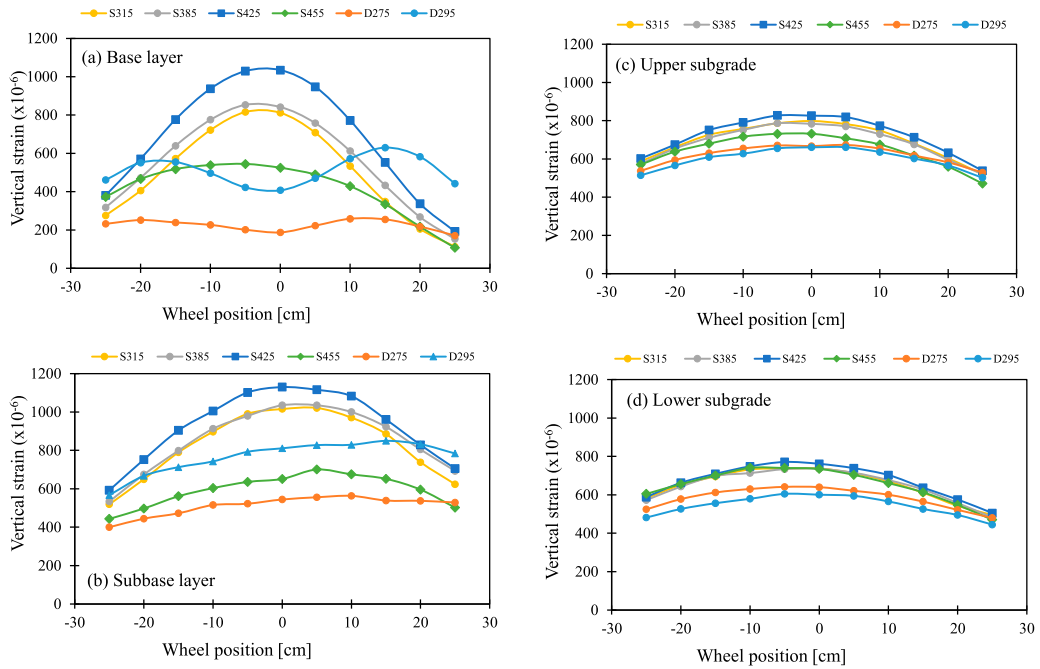 S315 S385 S425 S455 D275 D295
1200
1000
800
600
400
200
0
Vertical strain (x10-6)
(a) Base layer
-30 -20 -10 0 10 20 30
Wheel position [cm]
S315 S385 S425 S455 D275 D295
1200
1000
800
600
400
200
0
Vertical strain (x10-6)
(c) Upper subgrade
-30 -20 -10 0 10 20 30
Wheel position [cm]
S315 S385 S425 S455 D275 D295
1200
1000
800
600
400
200
0
Vertical strain (x10-6)
(b) Subbase layer
-30 -20 -10 0 10 20 30
Wheel position [cm]
S315 S385 S425 S455 D275 D295
1200
1000
800
600
400
200
0
Vertical strain (x10-6)
(d) Lower subgrade
-30 -20 -10 0 10 20 30
Wheel position [cm]